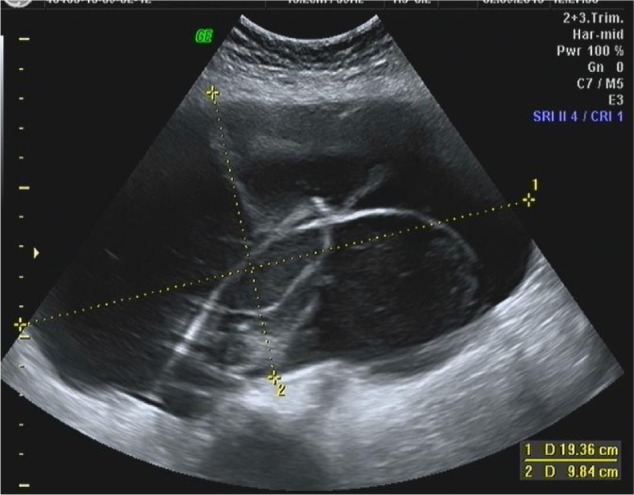 GE
2+3.Trim.
Har-mid
Pwr 100 %
Gn 0
C7 / M5
E3
SRI II 4 / CRI 1
1
2
1 D 19.36 cm
2 D 9.84 cm